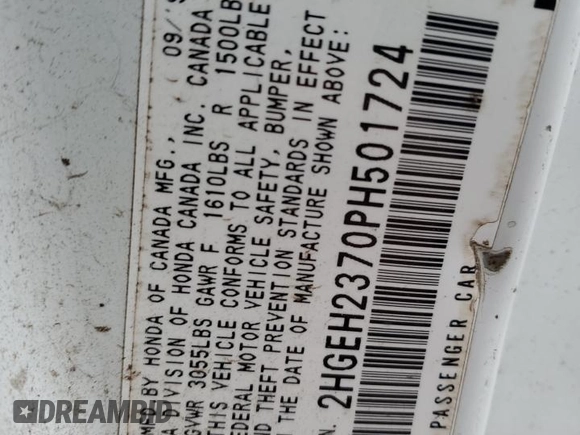 MFD BY HONDA OF CANADA MFG., 09/9
A DIVISION OF HONDA CANADA INC. CANADA
GVWR 3055LBS GAWR F 1610LBS R 1500LB
THIS VEHICLE CONFORMS TO ALL APPLICABLE
FEDERAL MOTOR VEHICLE SAFETY, BUMPER,
AND THEFT PREVENTION STANDARDS IN EFFECT
THE DATE OF MANUFACTURE SHOWN ABOVE:
N. 2HGEH2370PH501724
PASSENGER CAR
DREAMBID